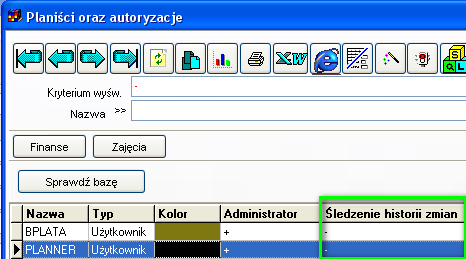 Planiści oraz autoryzacje
X W
S
Q L
Kryterium wyśw. -
Nazwa >>
Finanse Zajęcia
Sprawdź bazę
Nazwa Typ Kolor Administrator Śledzenie historii zmian
BPLATA Użytkownik + -
PLANNER Użytkownik + -